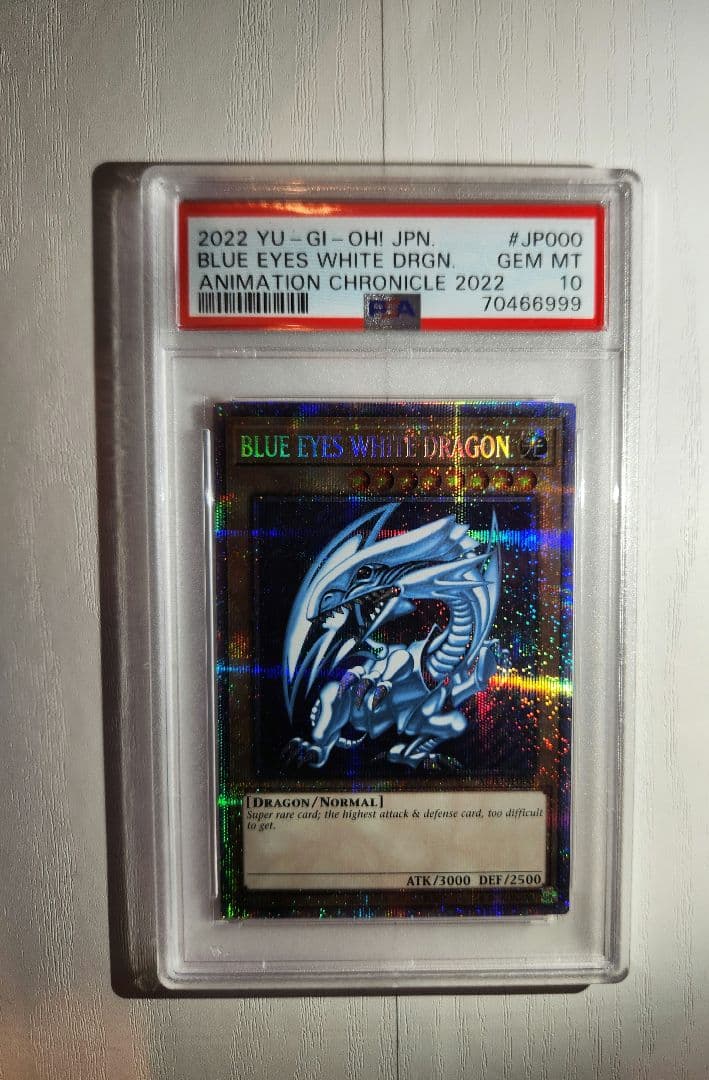 2022 YU-GI-OH! JPN. #JP000
BLUE EYES WHITE DRGN. GEM MT
ANIMATION CHRONICLE 2022 10
PSA 70466999
BLUE EYES WHITE DRAGON
[DRAGON/NORMAL]
Super rare card; the highest attack & defense card, too difficult
to get.
ATK/3000 DEF/2500